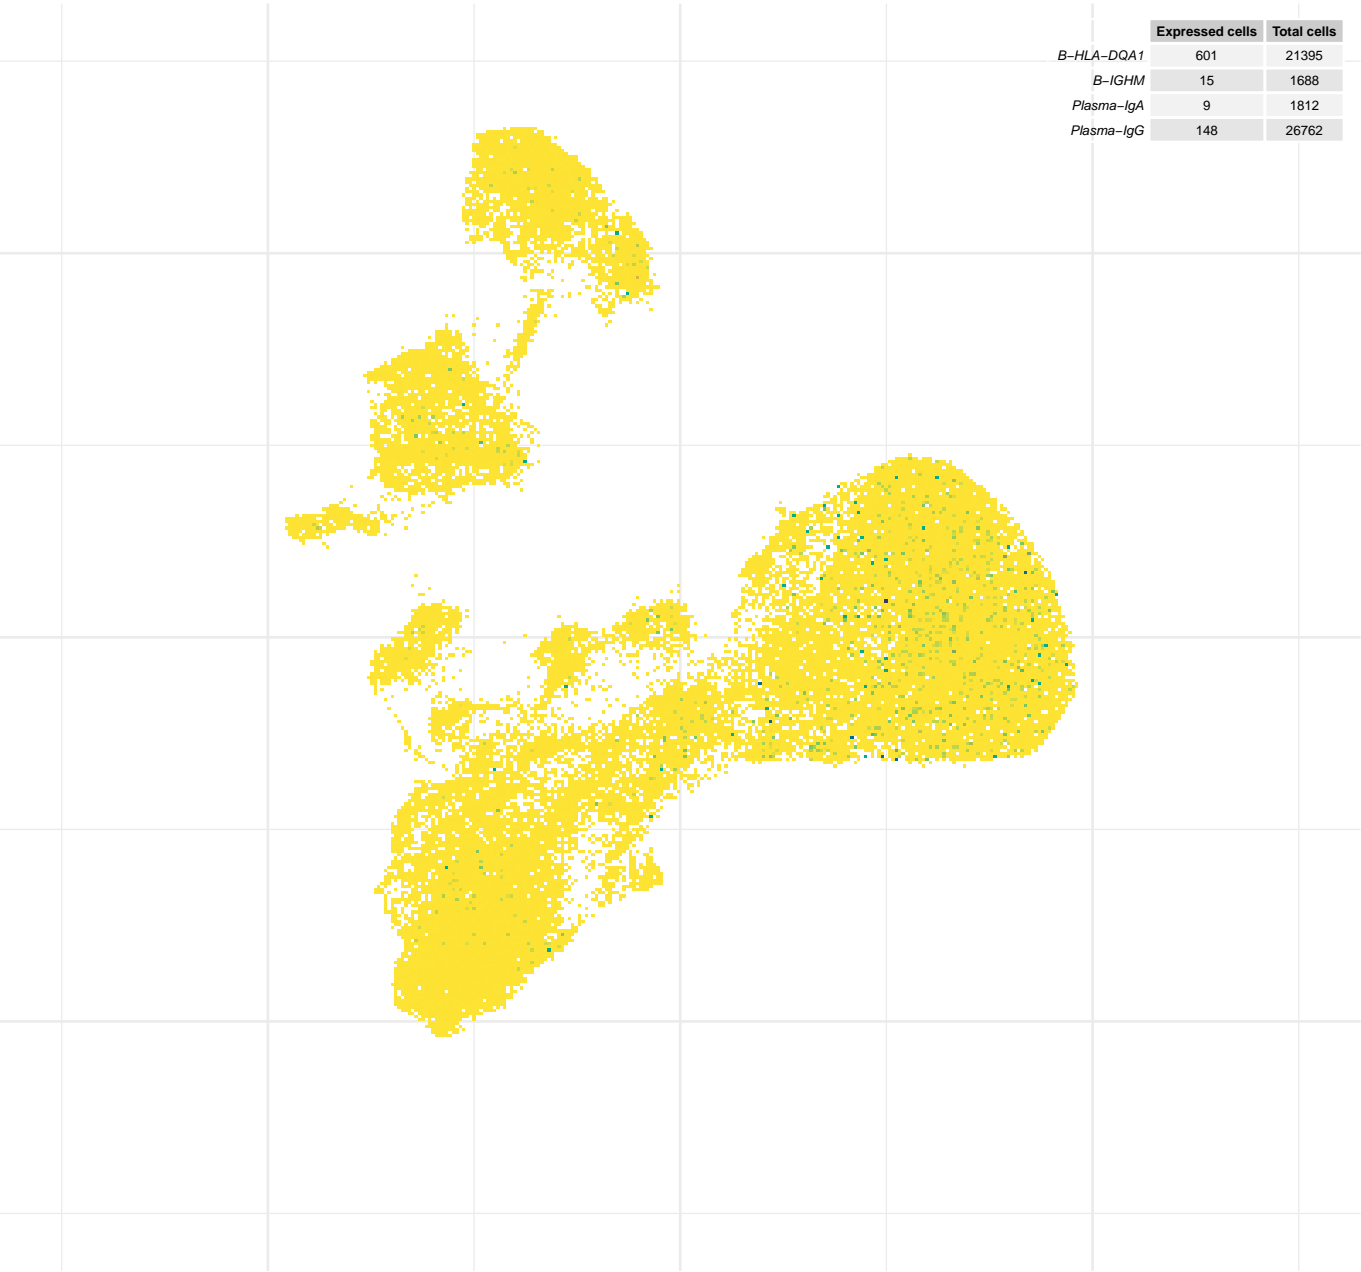 Expressed cells Total cells
B−HLA−DQA1 601 21395
B−IGHM 15 1688
Plasma−IgA 9 1812
Plasma−IgG 148 26762